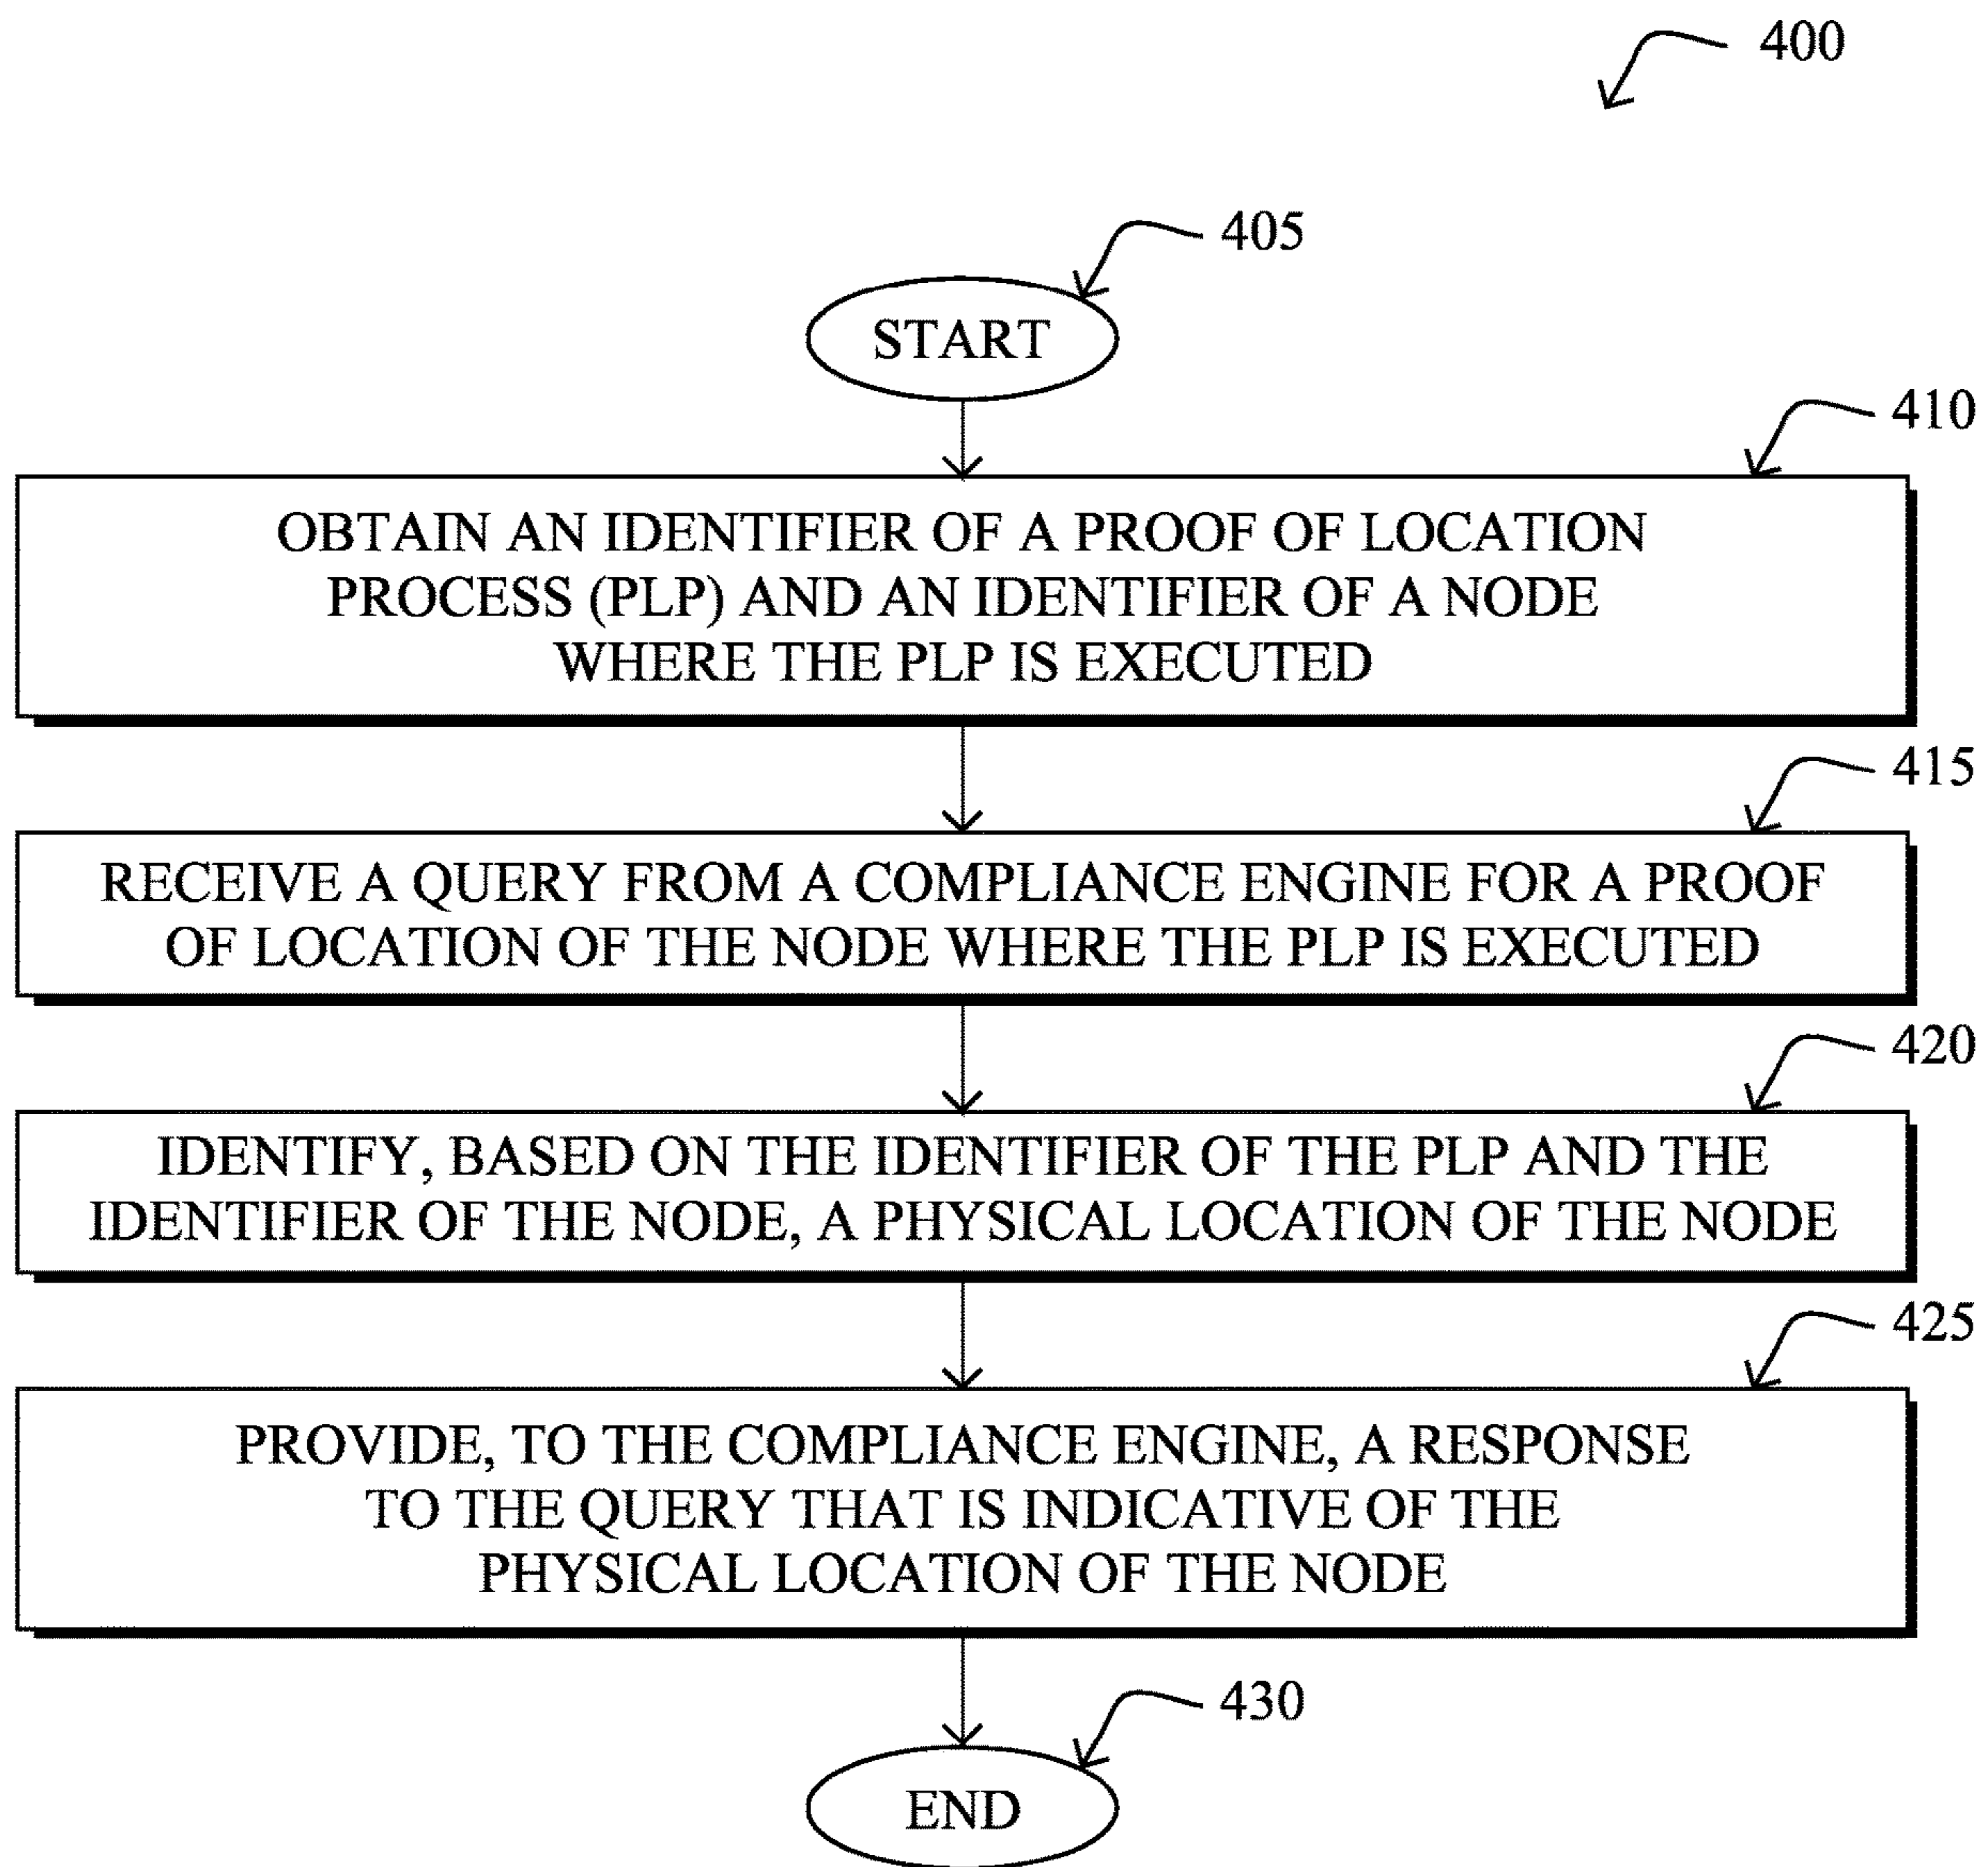 400
405
START
410
OBTAIN AN IDENTIFIER OF A PROOF OF LOCATION
PROCESS (PLP) AND AN IDENTIFIER OF A NODE
WHERE THE PLP IS EXECUTED
415
RECEIVE A QUERY FROM A COMPLIANCE ENGINE FOR A PROOF
OF LOCATION OF THE NODE WHERE THE PLP IS EXECUTED
420
IDENTIFY, BASED ON THE IDENTIFIER OF THE PLP AND THE
IDENTIFIER OF THE NODE, A PHYSICAL LOCATION OF THE NODE
425
PROVIDE, TO THE COMPLIANCE ENGINE, A RESPONSE
TO THE QUERY THAT IS INDICATIVE OF THE
PHYSICAL LOCATION OF THE NODE
430
END